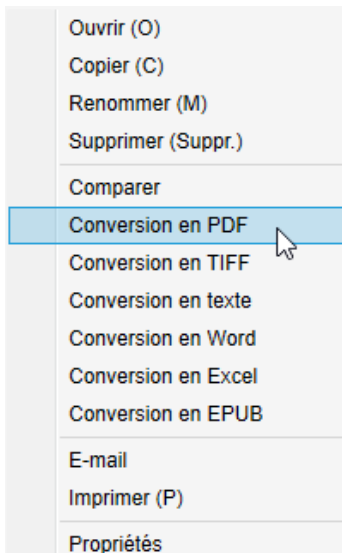 Ouvrir (O)
Copier (C)
Renommer (M)
Supprimer (Suppr.)
Comparer
Conversion en PDF
Conversion en TIFF
Conversion en texte
Conversion en Word
Conversion en Excel
Conversion en EPUB
E-mail
Imprimer (P)
Propriétés